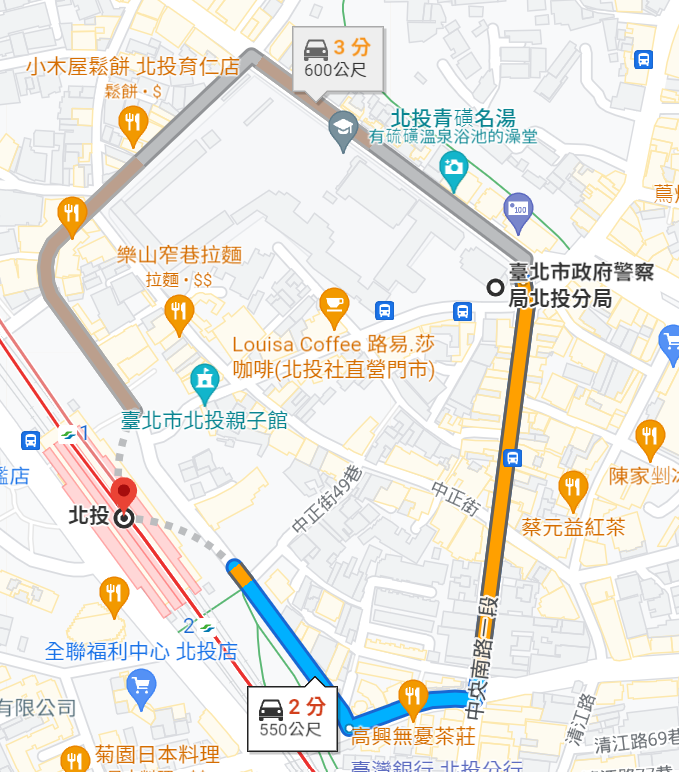 3 分
600公尺
小木屋鬆餅 北投育仁店
鬆餅・$
北投青磺名湯
有硫磺溫泉浴池的澡堂
100
樂山窄巷拉麵
拉麵・$$
臺北市政府警察
局北投分局
Louisa Coffee 路易.莎
咖啡(北投社直營門市)
臺北市北投親子館
1
陳家剉冰
中正街49巷
中正街
蔡元益紅茶
北投
2
全聯福利中心 北投店
中央南路一段
2 分
550公尺
高興無憂茶莊
有限公司
清江路
清江路69巷
菊園日本料理
臺灣銀行 北投分行